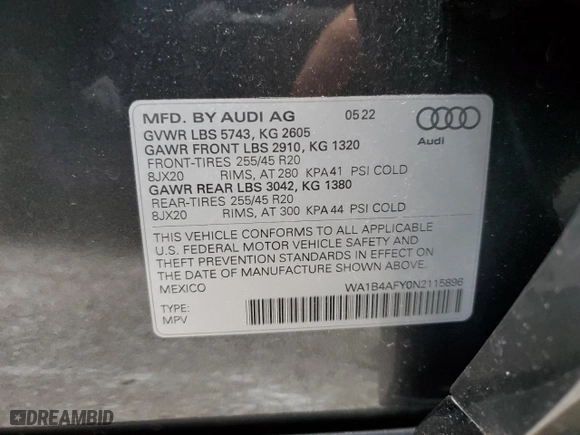 MFD. BY AUDI AG 05.22
Audi
GVWR LBS 5743, KG 2605
GAWR FRONT LBS 2910, KG 1320
FRONT-TIRES 255/45 R20
8JX20 RIMS, AT 280 KPA 41 PSI COLD
GAWR REAR LBS 3042, KG 1380
REAR-TIRES 255/45 R20
8JX20 RIMS, AT 300 KPA 44 PSI COLD
THIS VEHICLE CONFORMS TO ALL APPLICABLE
U.S. FEDERAL MOTOR VEHICLE SAFETY AND
THEFT PREVENTION STANDARDS IN EFFECT ON
THE DATE OF MANUFACTURE SHOWN ABOVE
MEXICO WA1B4AFY0N2115896
TYPE:
MPV
DREAMBID